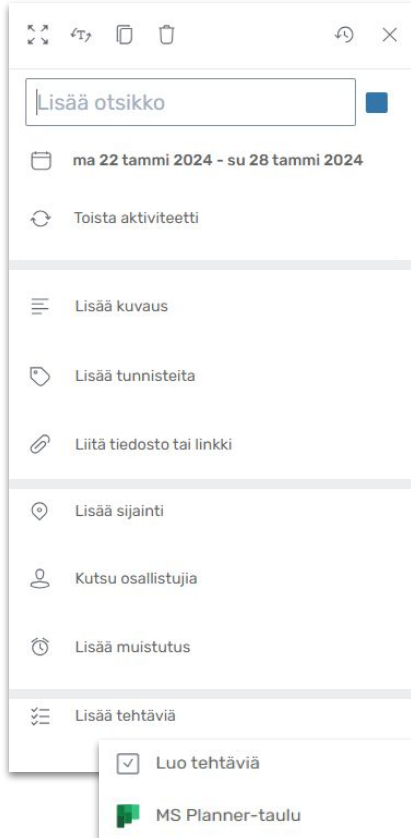 Lisää otsikko
ma 22 tammi 2024 - su 28 tammi 2024
Toista aktiviteetti
Lisää kuvaus
Lisää tunnisteita
Liitä tiedosto tai linkki
Lisää sijainti
Kutsu osallistujia
Lisää muistutus
Lisää tehtäviä
Luo tehtäviä
MS Planner-taulu